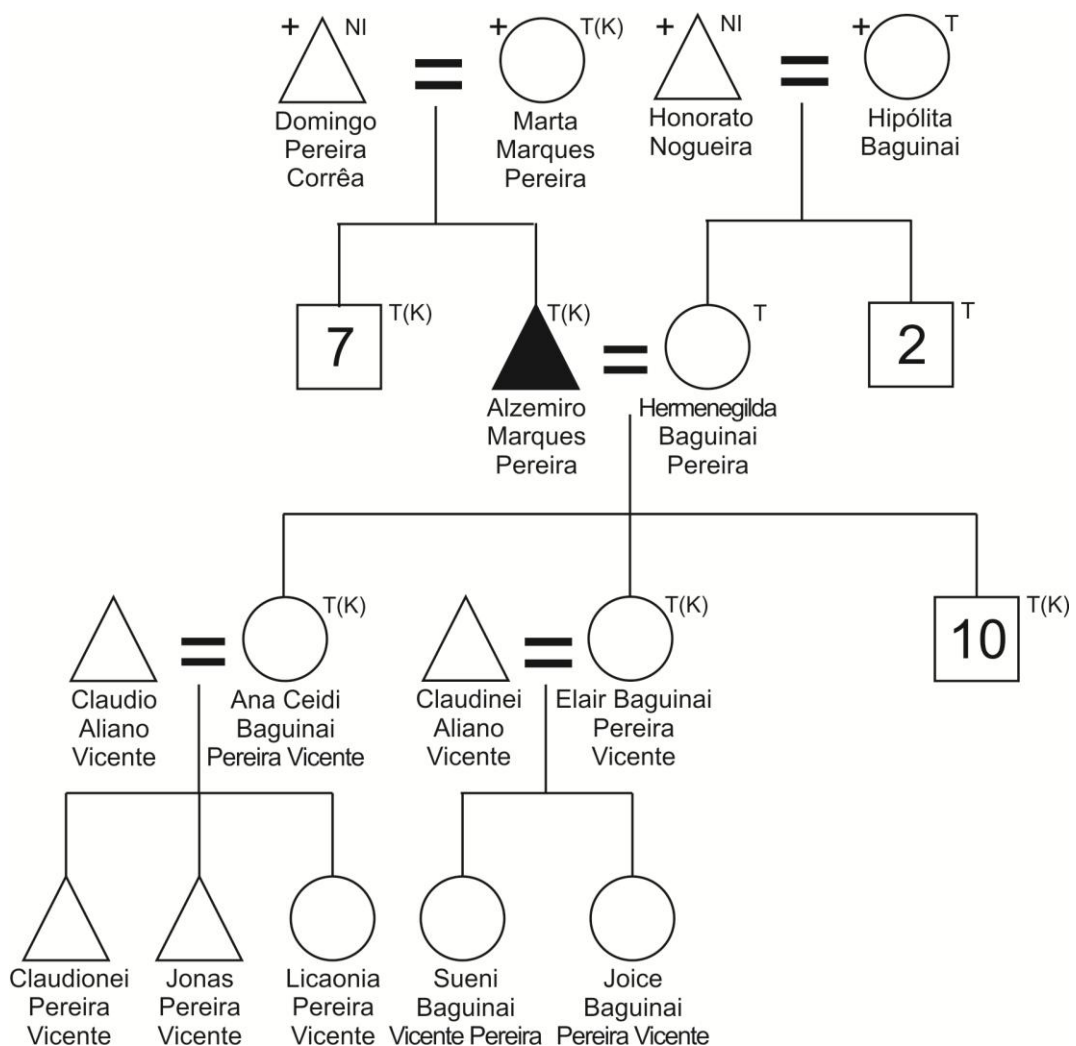 + NI
+ T(K)
+ NI
+ T
Domingo
Pereira
Corrêa
Marta
Marques
Pereira
Honorato
Nogueira
Hipólita
Baguinai
7 T(K)
T(K)
T
2 T
Alzemiro
Marques
Pereira
Hermenegilda
Baguinai
Pereira
T(K)
T(K)
10 T(K)
Claudio
Aliano
Vicente
Ana Ceidi
Baguinai
Pereira Vicente
Claudinei
Aliano
Vicente
Elair Baguinai
Pereira
Vicente
Claudionei
Pereira
Vicente
Jonas
Pereira
Vicente
Licaonia
Pereira
Vicente
Sueni
Baguinai
Vicente Pereira
Joice
Baguinai
Pereira Vicente